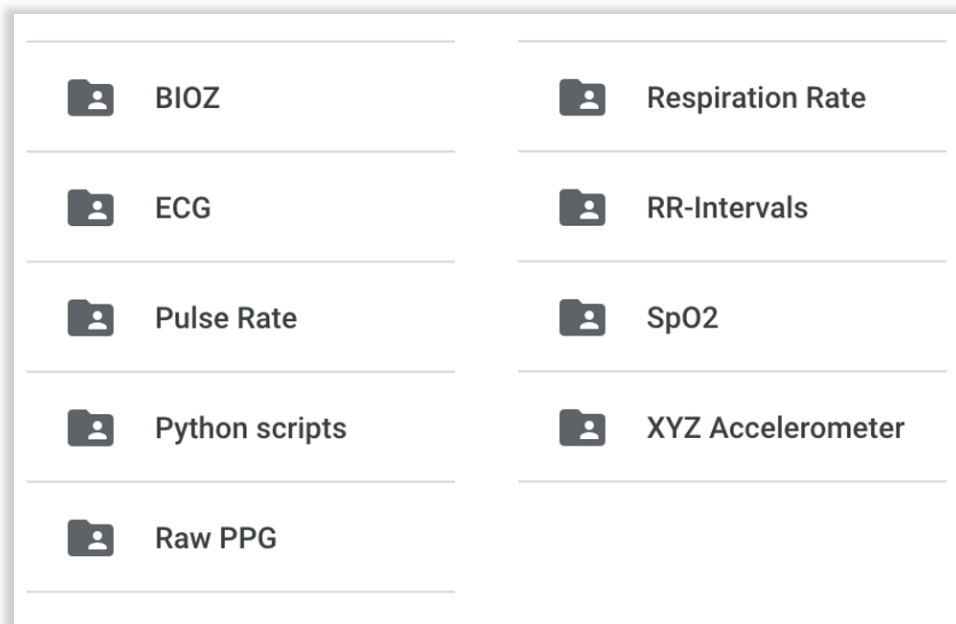 BIOZ
ECG
Pulse Rate
Python scripts
Raw PPG
Respiration Rate
RR-Intervals
SpO2
XYZ Accelerometer